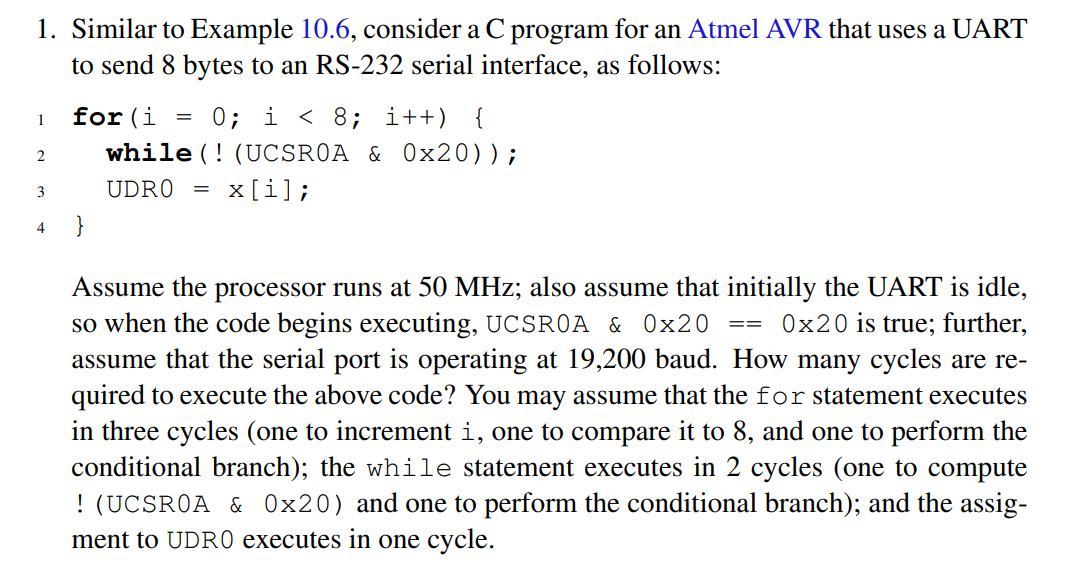 1. Similar to Example 10.6, consider a C program for an Atmel AVR that uses a UART
to send 8 bytes to an RS-232 serial interface, as follows:
1 for(i = 0; i < 8; i++) {
2 while(!(UCSR0A & 0x20));
3 UDR0 = x[i];
4 }
Assume the processor runs at 50 MHz; also assume that initially the UART is idle,
so when the code begins executing, UCSR0A & 0x20 == 0x20 is true; further,
assume that the serial port is operating at 19,200 baud. How many cycles are re-
quired to execute the above code? You may assume that the for statement executes
in three cycles (one to increment i, one to compare it to 8, and one to perform the
conditional branch); the while statement executes in 2 cycles (one to compute
!(UCSR0A & 0x20) and one to perform the conditional branch); and the assig-
ment to UDR0 executes in one cycle.